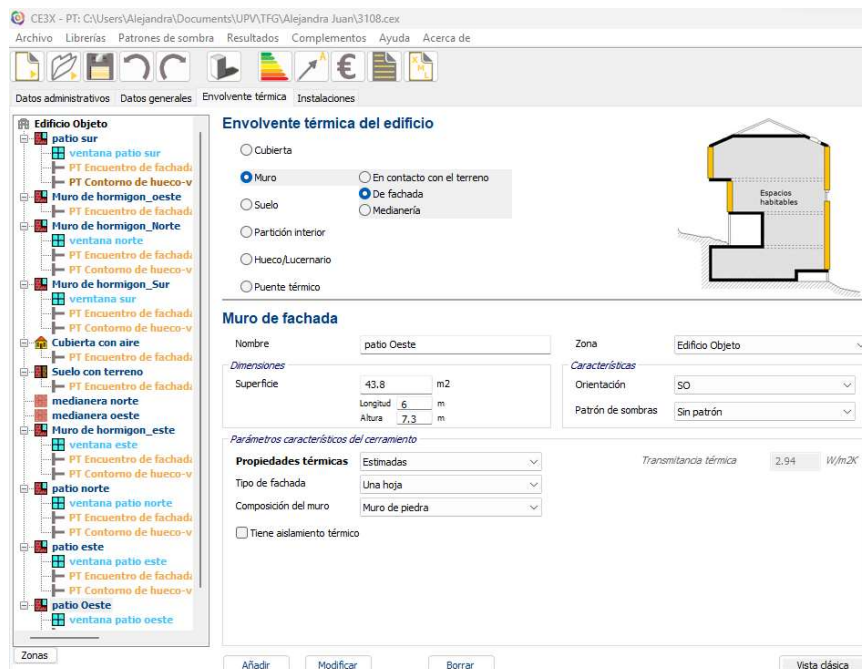 CE3X - PT: C:\Users\Alejandra\Documents\UPV\TFG\Alejandra Juan\3108.cex
Archivo Librerías Patrones de sombra Resultados Complementos Ayuda Acerca de
Datos administrativos Datos generales Envolvente térmica Instalaciones
Edificio Objeto
patio sur
ventana patio sur
PT Encuentro de fachada
PT Contorno de hueco-v
Muro de hormigon_oeste
PT Encuentro de fachada
Muro de hormigon_Norte
ventana norte
PT Encuentro de fachada
PT Contorno de hueco-v
Muro de hormigon_Sur
verntana sur
PT Encuentro de fachada
PT Contorno de hueco-v
Cubierta con aire
PT Encuentro de fachada
Suelo con terreno
PT Encuentro de fachada
medianera norte
medianera oeste
Muro de hormigon_este
ventana este
PT Encuentro de fachada
PT Contorno de hueco-v
patio norte
ventana patio norte
PT Encuentro de fachada
PT Contorno de hueco-v
patio este
ventana patio este
PT Encuentro de fachada
PT Contorno de hueco-v
patio Oeste
ventana patio oeste
Zonas
Envolvente térmica del edificio
Cubierta
Muro
En contacto con el terreno
De fachada
Medianería
Suelo
Partición interior
Hueco/Lucernario
Puente térmico
Espacios
habitables
Muro de fachada
Nombre patio Oeste Zona Edificio Objeto
Dimensiones
Superficie 43.8 m2
Longitud 6 m
Altura 7.3 m
Características
Orientación SO
Patrón de sombras Sin patrón
Parámetros característicos del cerramiento
Propiedades térmicas Estimadas Transmitancia térmica 2.94 W/m2K
Tipo de fachada Una hoja
Composición del muro Muro de piedra
Tiene aislamiento térmico
Añadir Modificar Borrar Vista clásica